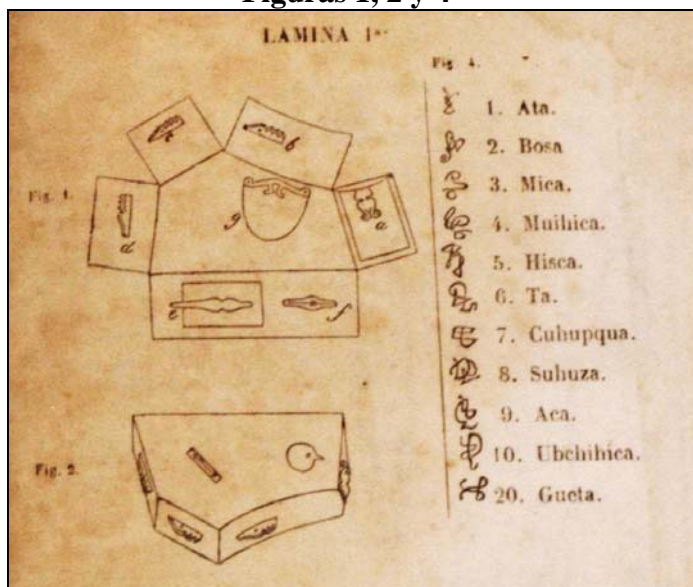 Figuras 1, 2 y 4
LAMINA 1ª.
Fig. 4.
c
b
Fig. 1.
d
g
a
e
f
Fig. 2.
1. Ata.
2. Bosa
3. Mica.
4. Muihica.
5. Hisca.
6. Ta.
7. Cuhupqua.
8. Suhuza.
9. Aca.
10. Ubchihica.
20. Gueta.